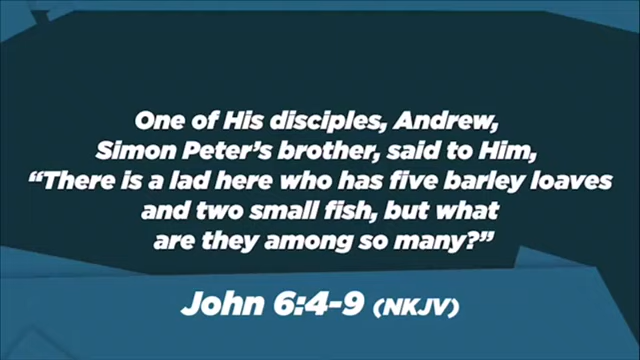 One of His disciples, Andrew,
Simon Peter’s brother, said to Him,
“There is a lad here who has five barley loaves
and two small fish, but what
are they among so many?”
John 6:4-9 (NKJV)